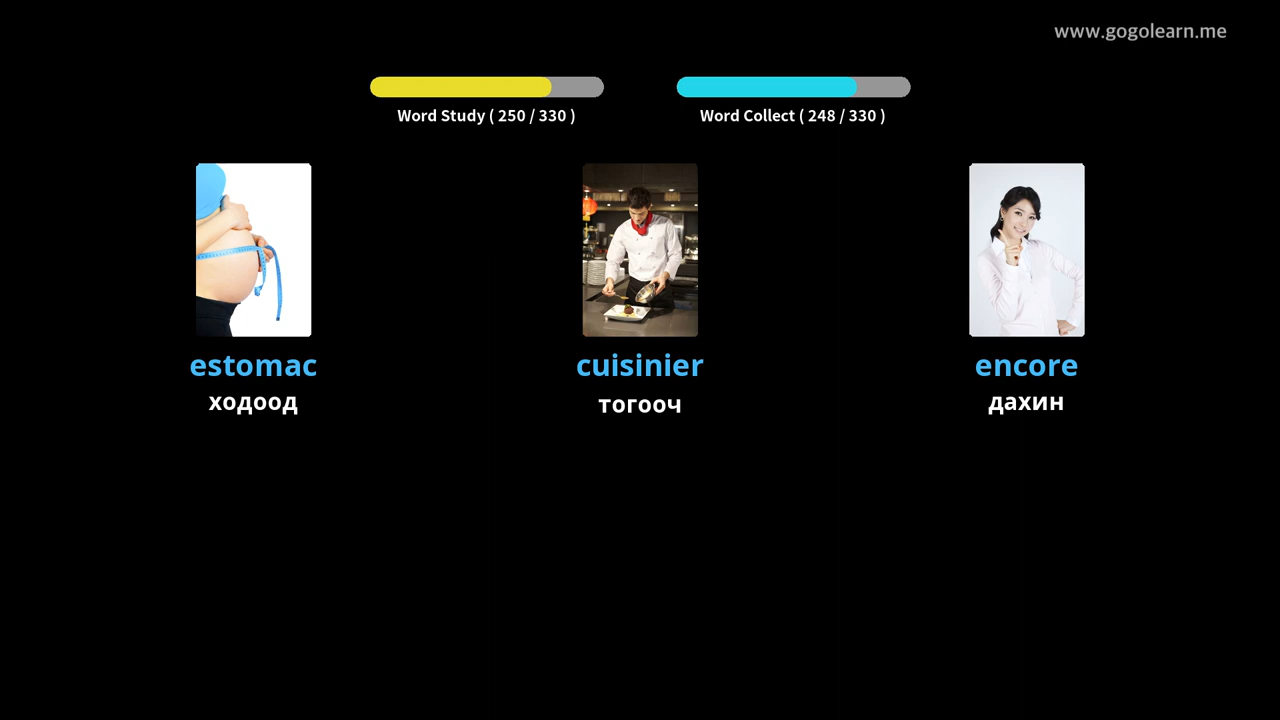 www.gogolearn.me
Word Study ( 250 / 330 )
Word Collect ( 248 / 330 )
estomac
ходоод
cuisinier
тогооч
encore
дахин